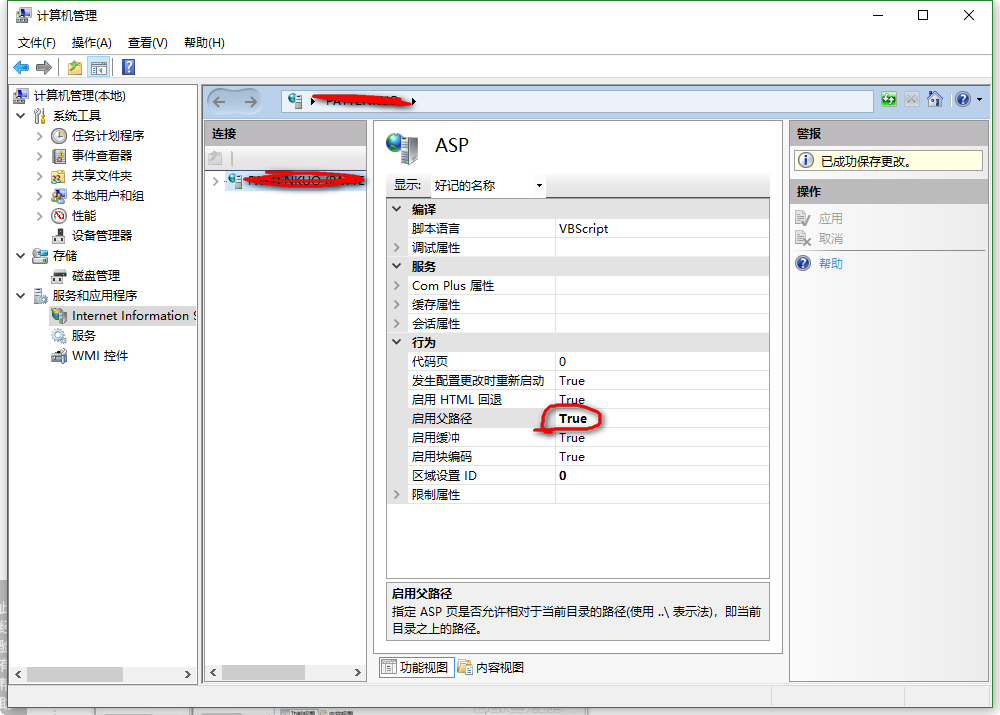 计算机管理
文件(F) 操作(A) 查看(V) 帮助(H)
计算机管理(本地)
系统工具
任务计划程序
事件查看器
共享文件夹
本地用户和组
性能
设备管理器
存储
磁盘管理
服务和应用程序
Internet Information S
服务
WMI 控件
连接
ASP
显示: 好记的名称
编译
脚本语言 VBScript
调试属性
服务
Com Plus 属性
缓存属性
会话属性
行为
代码页 0
发生配置更改时重新启动 True
启用 HTML 回退 True
启用父路径 True
启用缓冲 True
启用块编码 True
区域设置 ID 0
限制属性
启用父路径
指定 ASP 页是否允许相对于当前目录的路径(使用 ..\ 表示法)，即当前
目录之上的路径。
功能视图 内容视图
警报
已成功保存更改。
操作
应用
取消
帮助